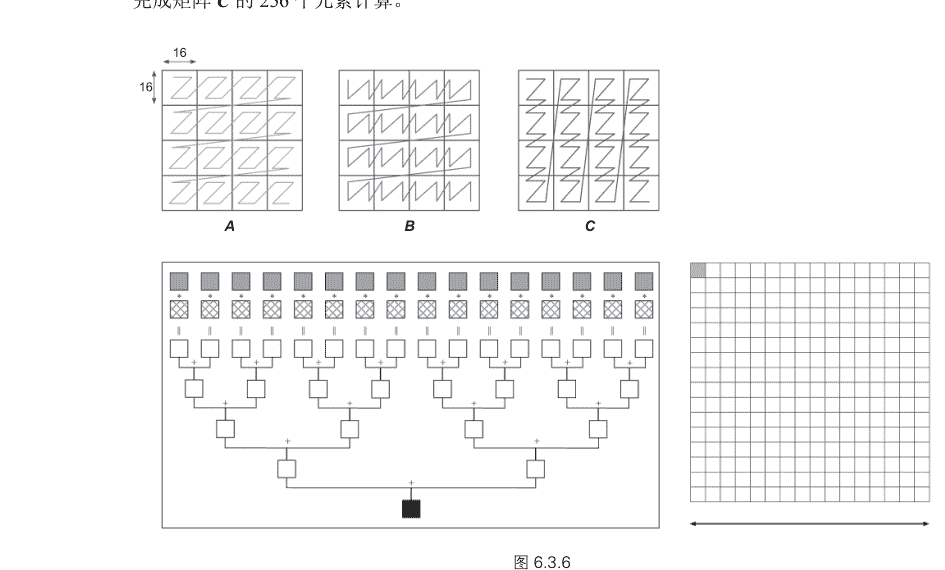 完成矩阵 C 的 256 个元素计算。
16
16
A B C
* * * * * * * * * * * * * * * *
|| || || || || || || || || || || || || || || ||
+ + + + + + + +
+ + + +
+ +
+
图 6.3.6